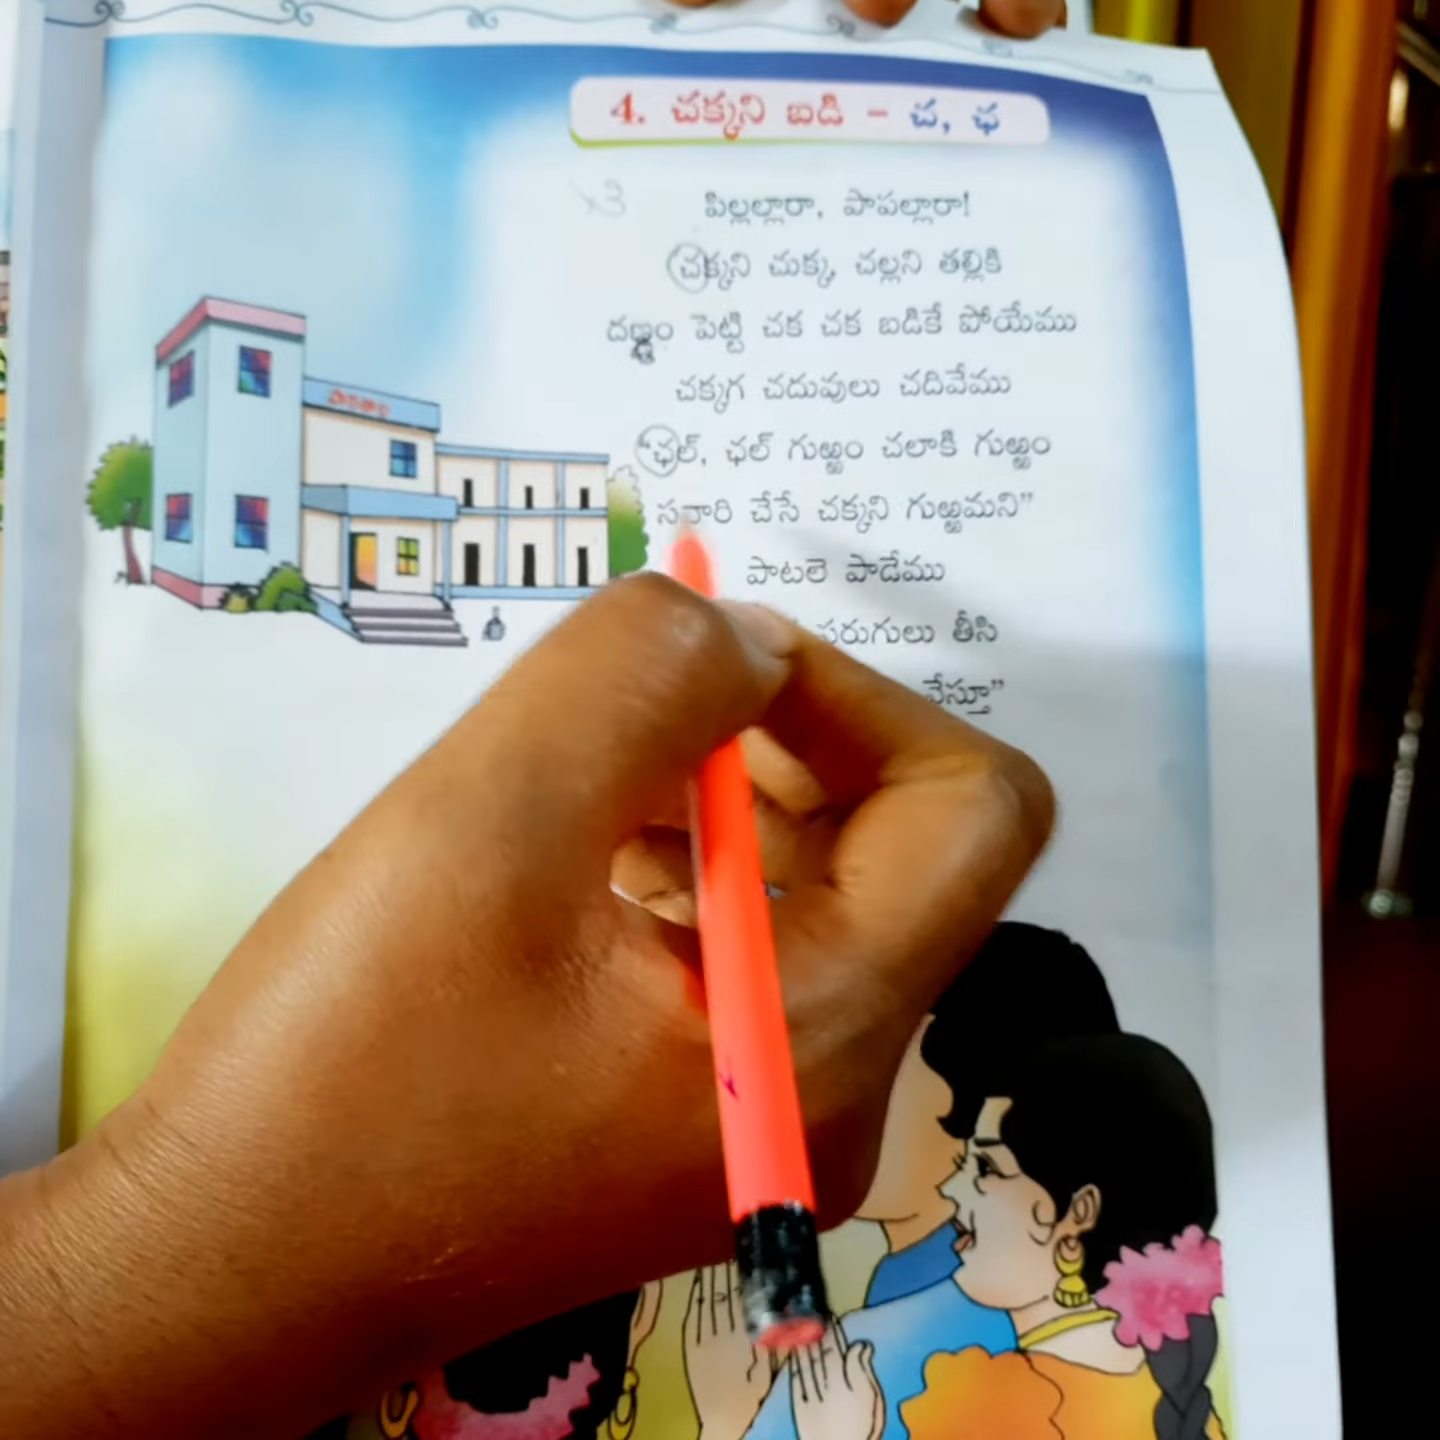 4. చక్కని బడి - చ, ఛ
పిల్లల్లారా, పాపల్లారా!
చక్కని చుక్క, చల్లని తల్లికి
దణ్ణం పెట్టి చక చక బడికే పోయేము
చక్కగ చదువులు చదివేము
"ఛల్, ఛల్ గుఱ్ఱం చలాకి గుఱ్ఱం
సవారి చేసే చక్కని గుఱ్ఱమని"
పాటలె పాడేము
పరుగులు తీసి
వేస్తూ"